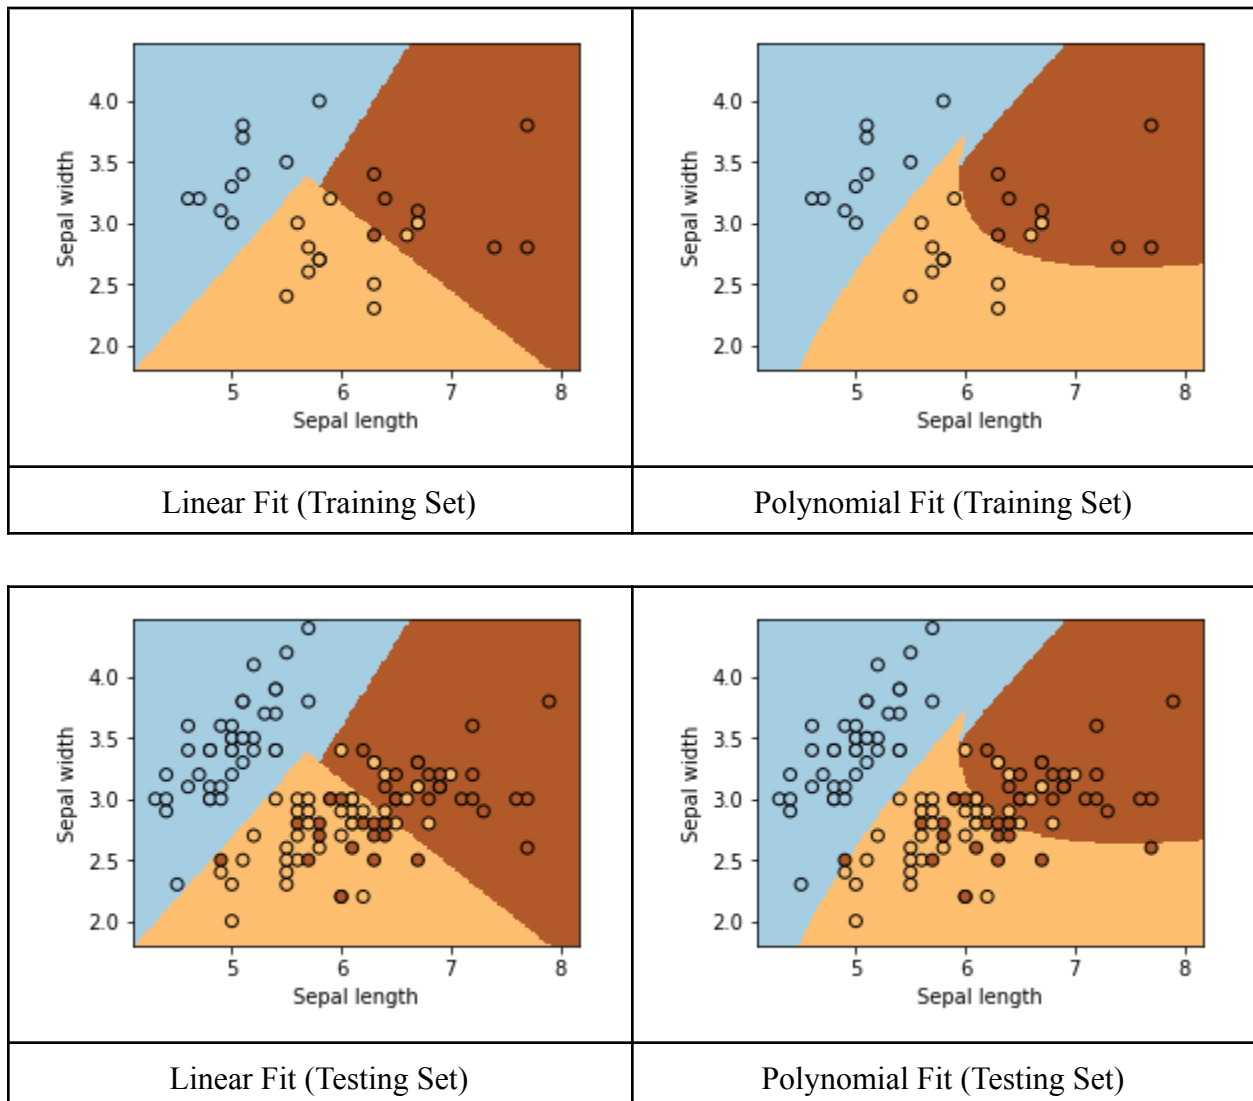 4.0
3.5
3.0
2.5
2.0
Sepal width
5 6 7 8
Sepal length
4.0
3.5
3.0
2.5
2.0
Sepal width
5 6 7 8
Sepal length
Linear Fit (Training Set)
Polynomial Fit (Training Set)
4.0
3.5
3.0
2.5
2.0
Sepal width
5 6 7 8
Sepal length
4.0
3.5
3.0
2.5
2.0
Sepal width
5 6 7 8
Sepal length
Linear Fit (Testing Set)
Polynomial Fit (Testing Set)